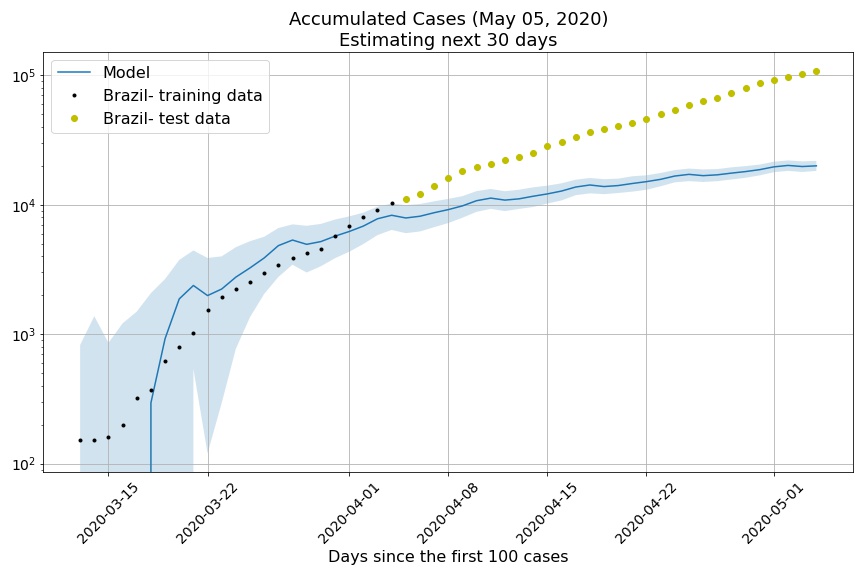 Accumulated Cases (May 05, 2020)
Estimating next 30 days
Model
Brazil- training data
Brazil- test data
10^5
10^4
10^3
10^2
2020-03-15
2020-03-22
2020-04-01
2020-04-08
2020-04-15
2020-04-22
2020-05-01
Days since the first 100 cases